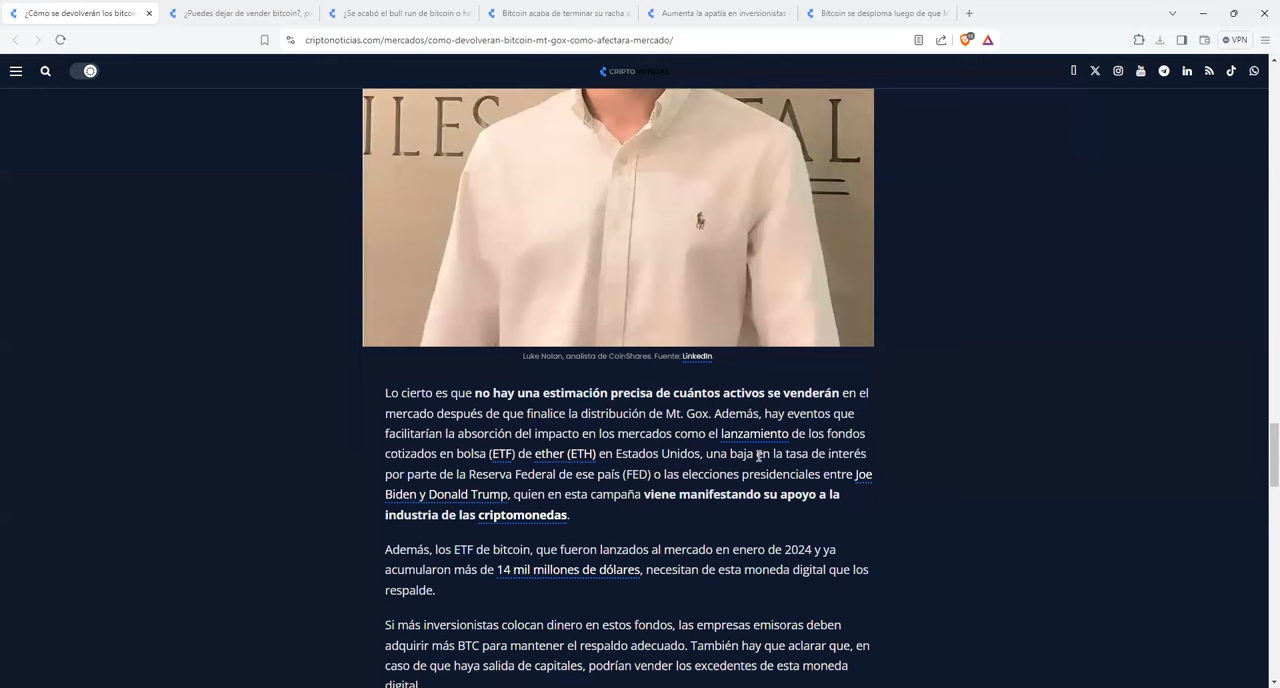 ¿Cómo se devolverán los bitcoin
¿Puedes dejar de vender bitcoin?, p
¿Se acabó el bull run de bitcoin o ha
Bitcoin acaba de terminar su racha a
Aumenta la apatía en inversionistas
Bitcoin se desploma luego de que M
criptonoticias.com/mercados/como-devolveran-bitcoin-mt-gox-como-afectara-mercado/
VPN
CRIPTONOTICIAS
ILES
AL
Luke Nolan, analista de CoinShares. Fuente: LinkedIn.
Lo cierto es que no hay una estimación precisa de cuántos activos se venderán en el
mercado después de que finalice la distribución de Mt. Gox. Además, hay eventos que
facilitarían la absorción del impacto en los mercados como el lanzamiento de los fondos
cotizados en bolsa (ETF) de ether (ETH) en Estados Unidos, una baja en la tasa de interés
por parte de la Reserva Federal de ese país (FED) o las elecciones presidenciales entre Joe
Biden y Donald Trump, quien en esta campaña viene manifestando su apoyo a la
industria de las criptomonedas.
Además, los ETF de bitcoin, que fueron lanzados al mercado en enero de 2024 y ya
acumularon más de 14 mil millones de dólares, necesitan de esta moneda digital que los
respalde.
Si más inversionistas colocan dinero en estos fondos, las empresas emisoras deben
adquirir más BTC para mantener el respaldo adecuado. También hay que aclarar que, en
caso de que haya salida de capitales, podrían vender los excedentes de esta moneda
digital.